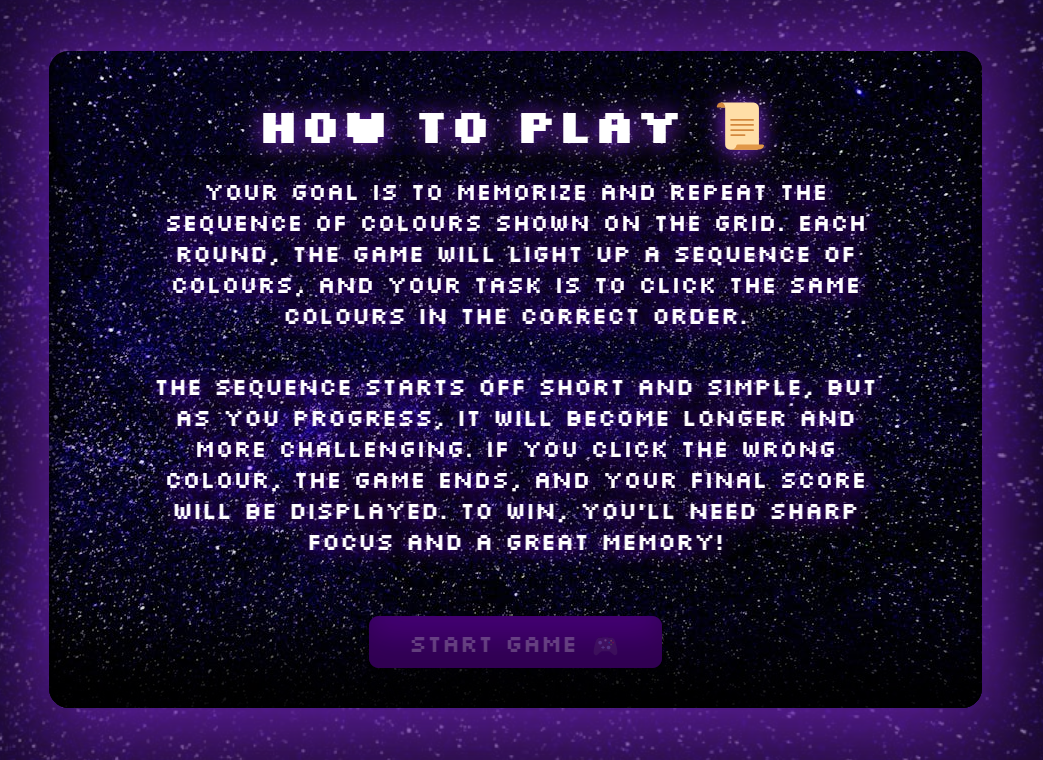 HOW TO PLAY 📜
YOUR GOAL IS TO MEMORIZE AND REPEAT THE
SEQUENCE OF COLOURS SHOWN ON THE GRID. EACH
ROUND, THE GAME WILL LIGHT UP A SEQUENCE OF
COLOURS, AND YOUR TASK IS TO CLICK THE SAME
COLOURS IN THE CORRECT ORDER.
THE SEQUENCE STARTS OFF SHORT AND SIMPLE, BUT
AS YOU PROGRESS, IT WILL BECOME LONGER AND
MORE CHALLENGING. IF YOU CLICK THE WRONG
COLOUR, THE GAME ENDS, AND YOUR FINAL SCORE
WILL BE DISPLAYED. TO WIN, YOU'LL NEED SHARP
FOCUS AND A GREAT MEMORY!
START GAME 🎮